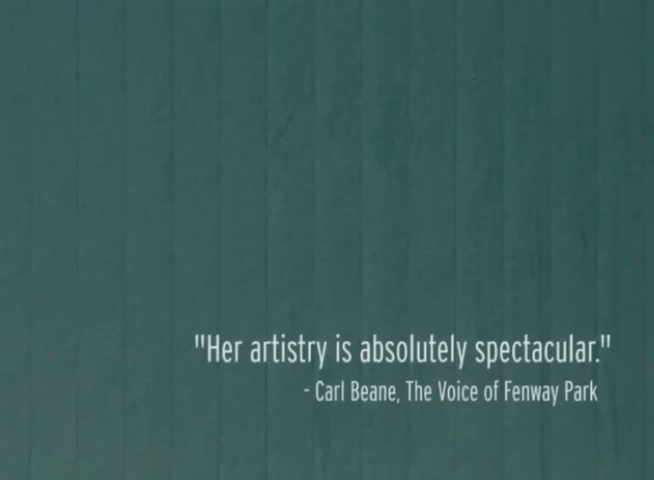 "Her artistry is absolutely spectacular."
- Carl Beane, The Voice of Fenway Park